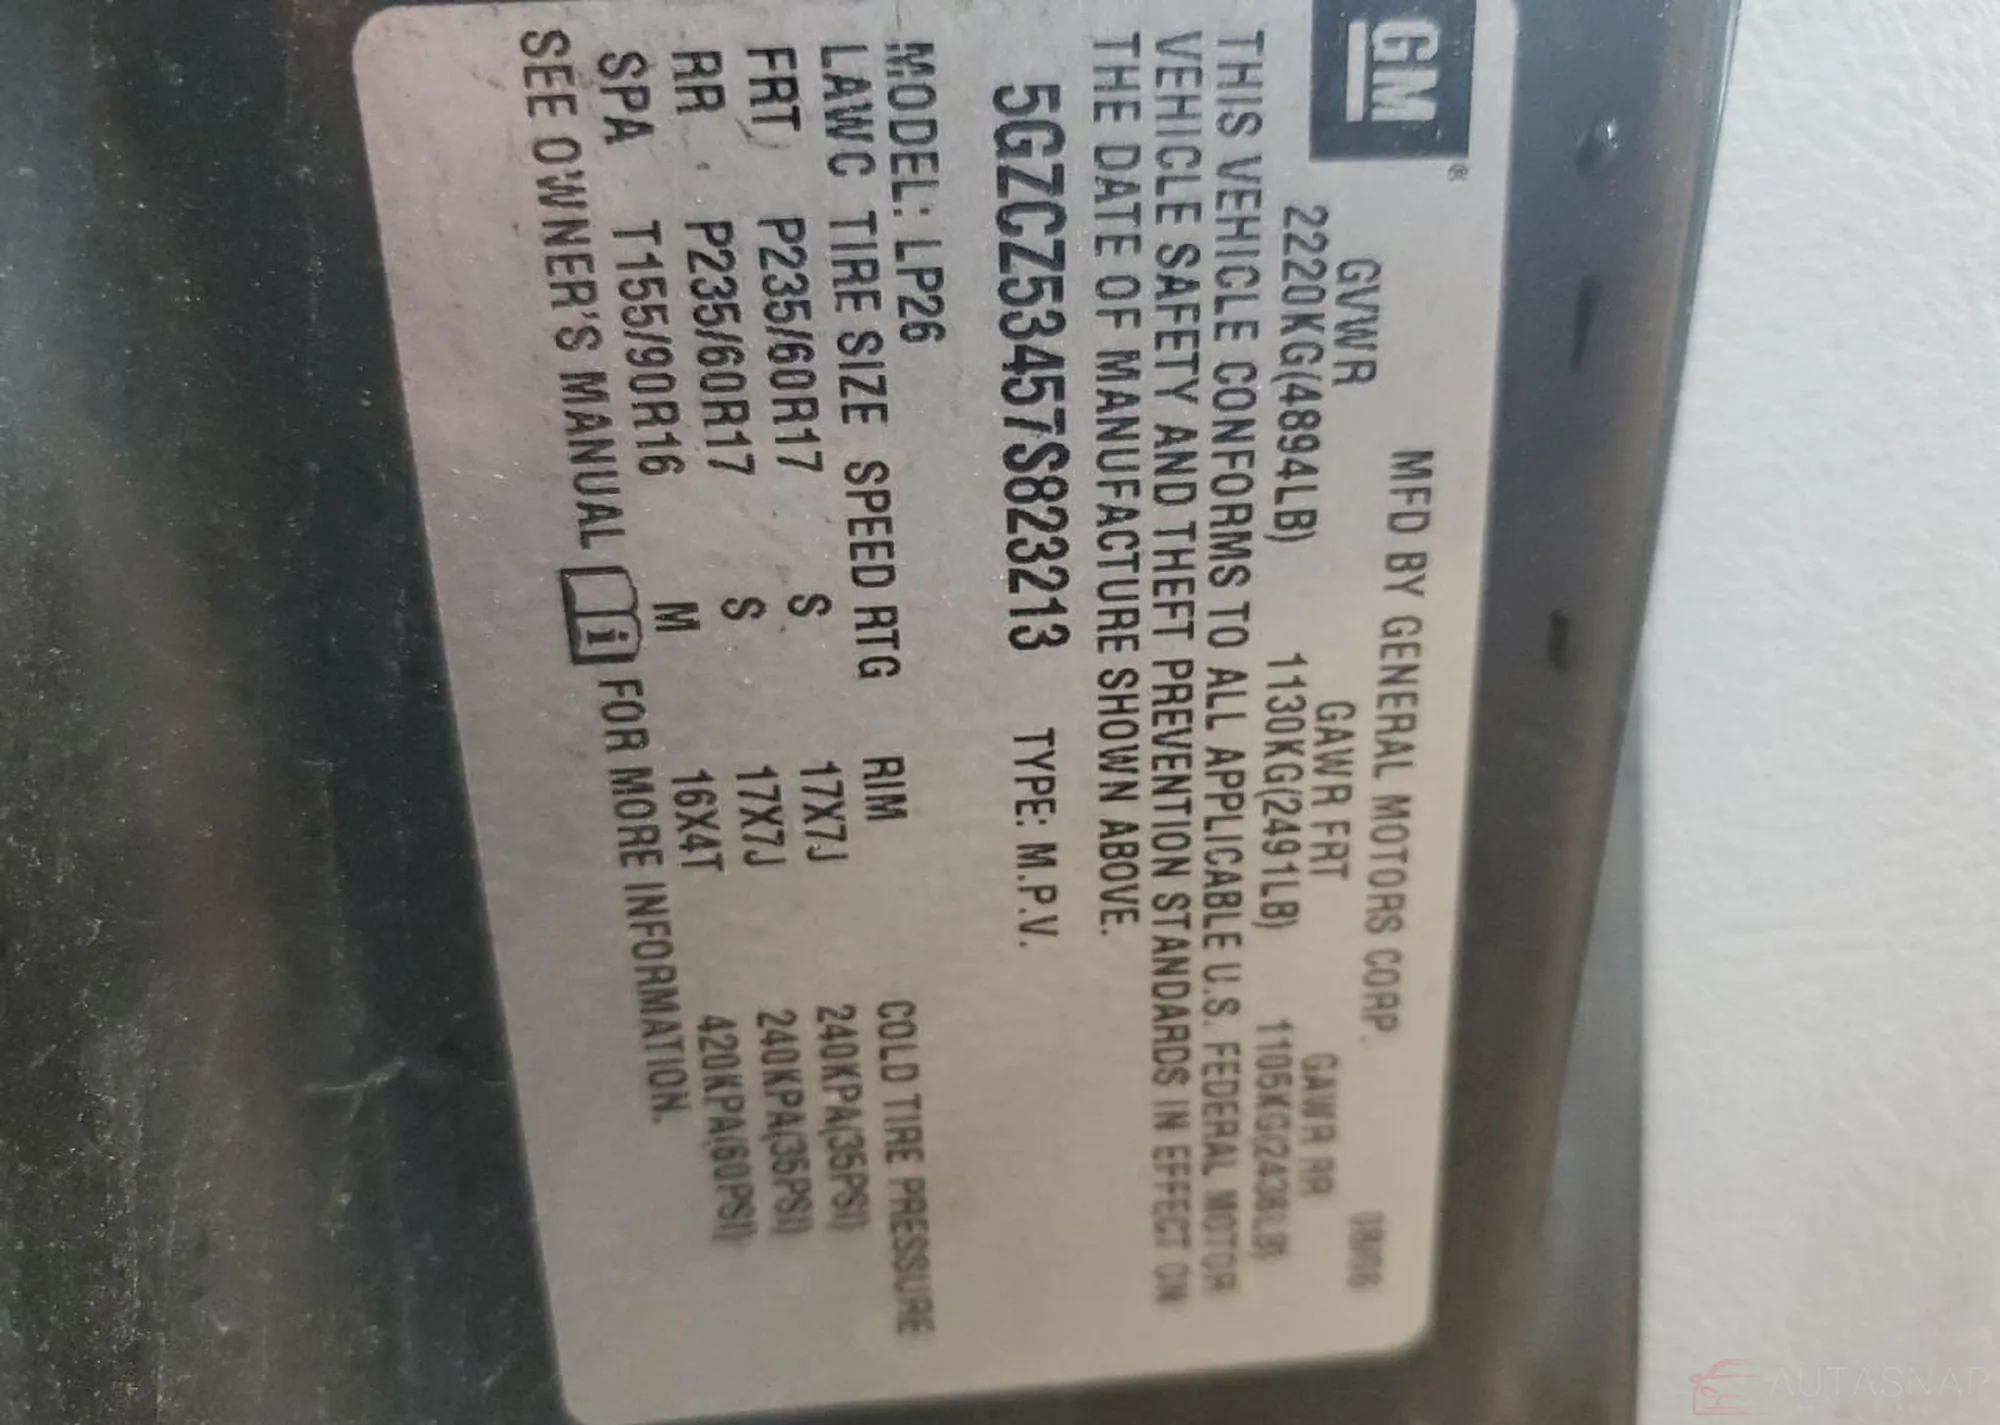 GM®
MFD BY GENERAL MOTORS CORP.
GVWR GAWR FRT GAWR RR
2220KG(4894LB) 1130KG(2491LB) 1105KG(2438LB)
THIS VEHICLE CONFORMS TO ALL APPLICABLE U.S. FEDERAL MOTOR
VEHICLE SAFETY AND THEFT PREVENTION STANDARDS IN EFFECT ON
THE DATE OF MANUFACTURE SHOWN ABOVE.
5GZCZ53457S823213 TYPE: M.P.V.
MODEL: LP26
LAWC TIRE SIZE SPEED RTG RIM COLD TIRE PRESSURE
FRT P235/60R17 S 17X7J 240KPA(35PSI)
RR P235/60R17 S 17X7J 240KPA(35PSI)
SPA T155/90R16 M 16X4T 420KPA(60PSI)
SEE OWNER'S MANUAL i FOR MORE INFORMATION.
AUTASNAP